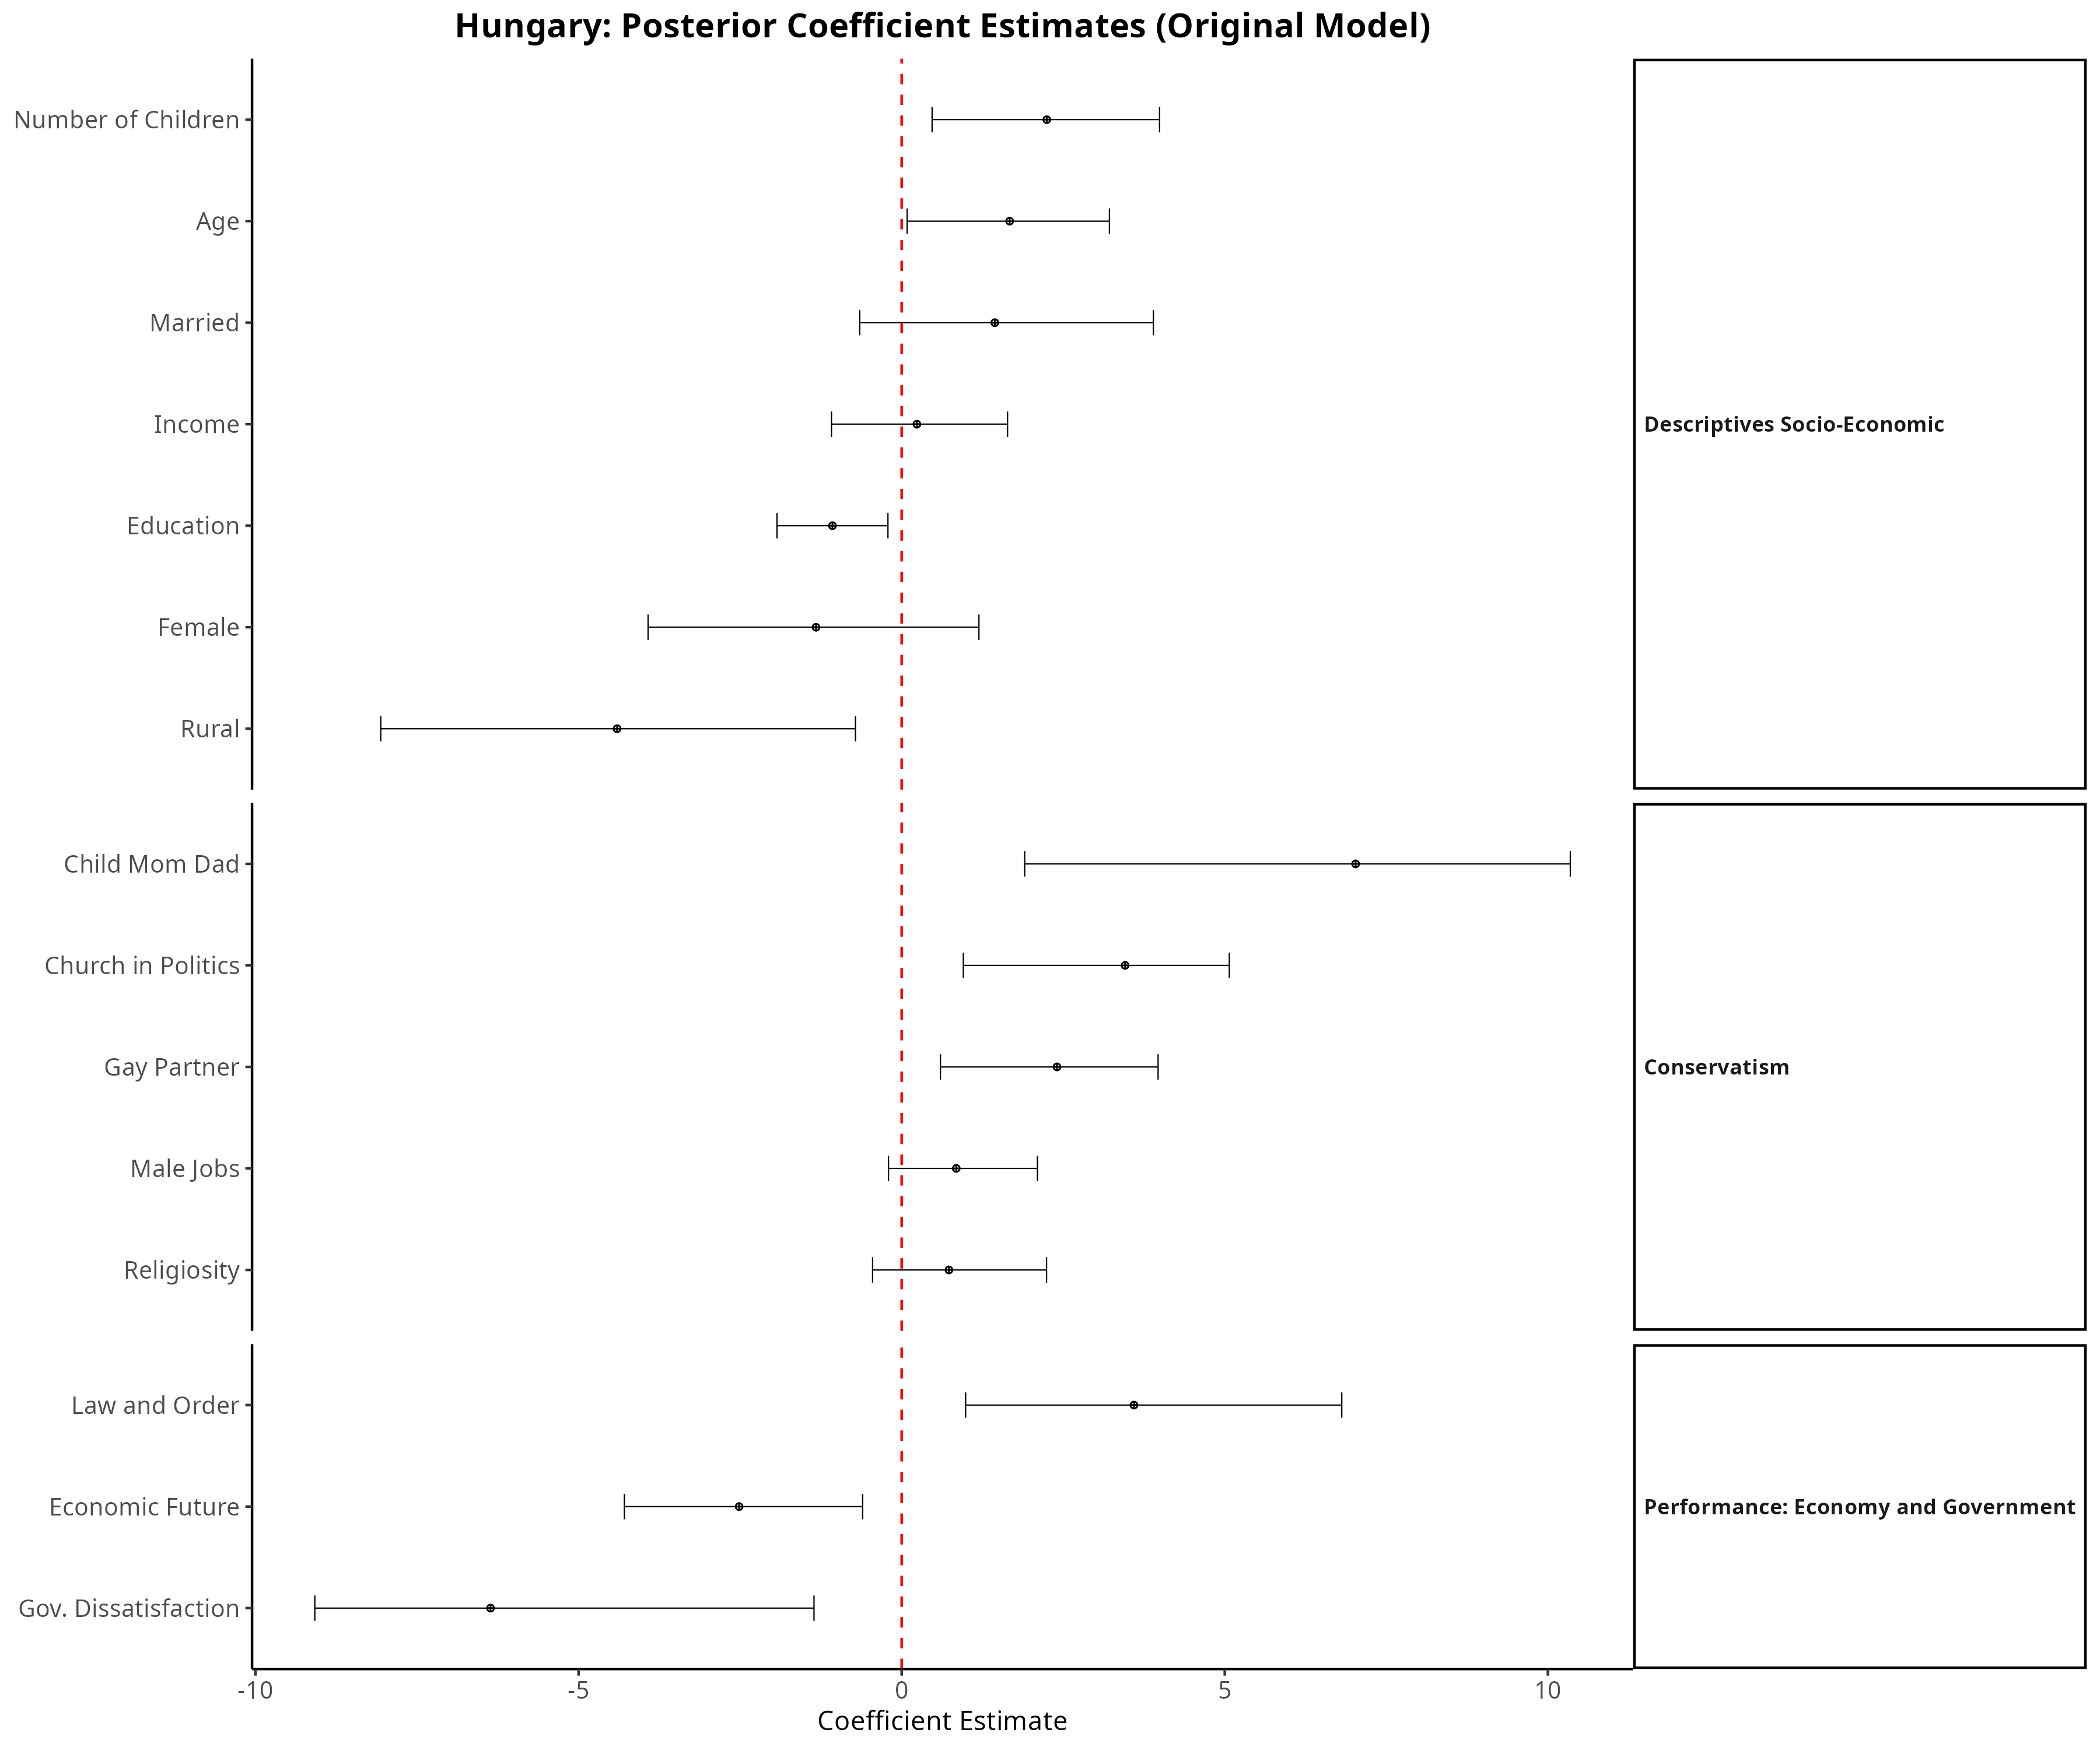 Hungary: Posterior Coefficient Estimates (Original Model)
Number of Children
Age
Married
Income
Education
Female
Rural
Descriptives Socio-Economic
Child Mom Dad
Church in Politics
Gay Partner
Male Jobs
Religiosity
Conservatism
Law and Order
Economic Future
Gov. Dissatisfaction
Performance: Economy and Government
-10 -5 0 5 10
Coefficient Estimate